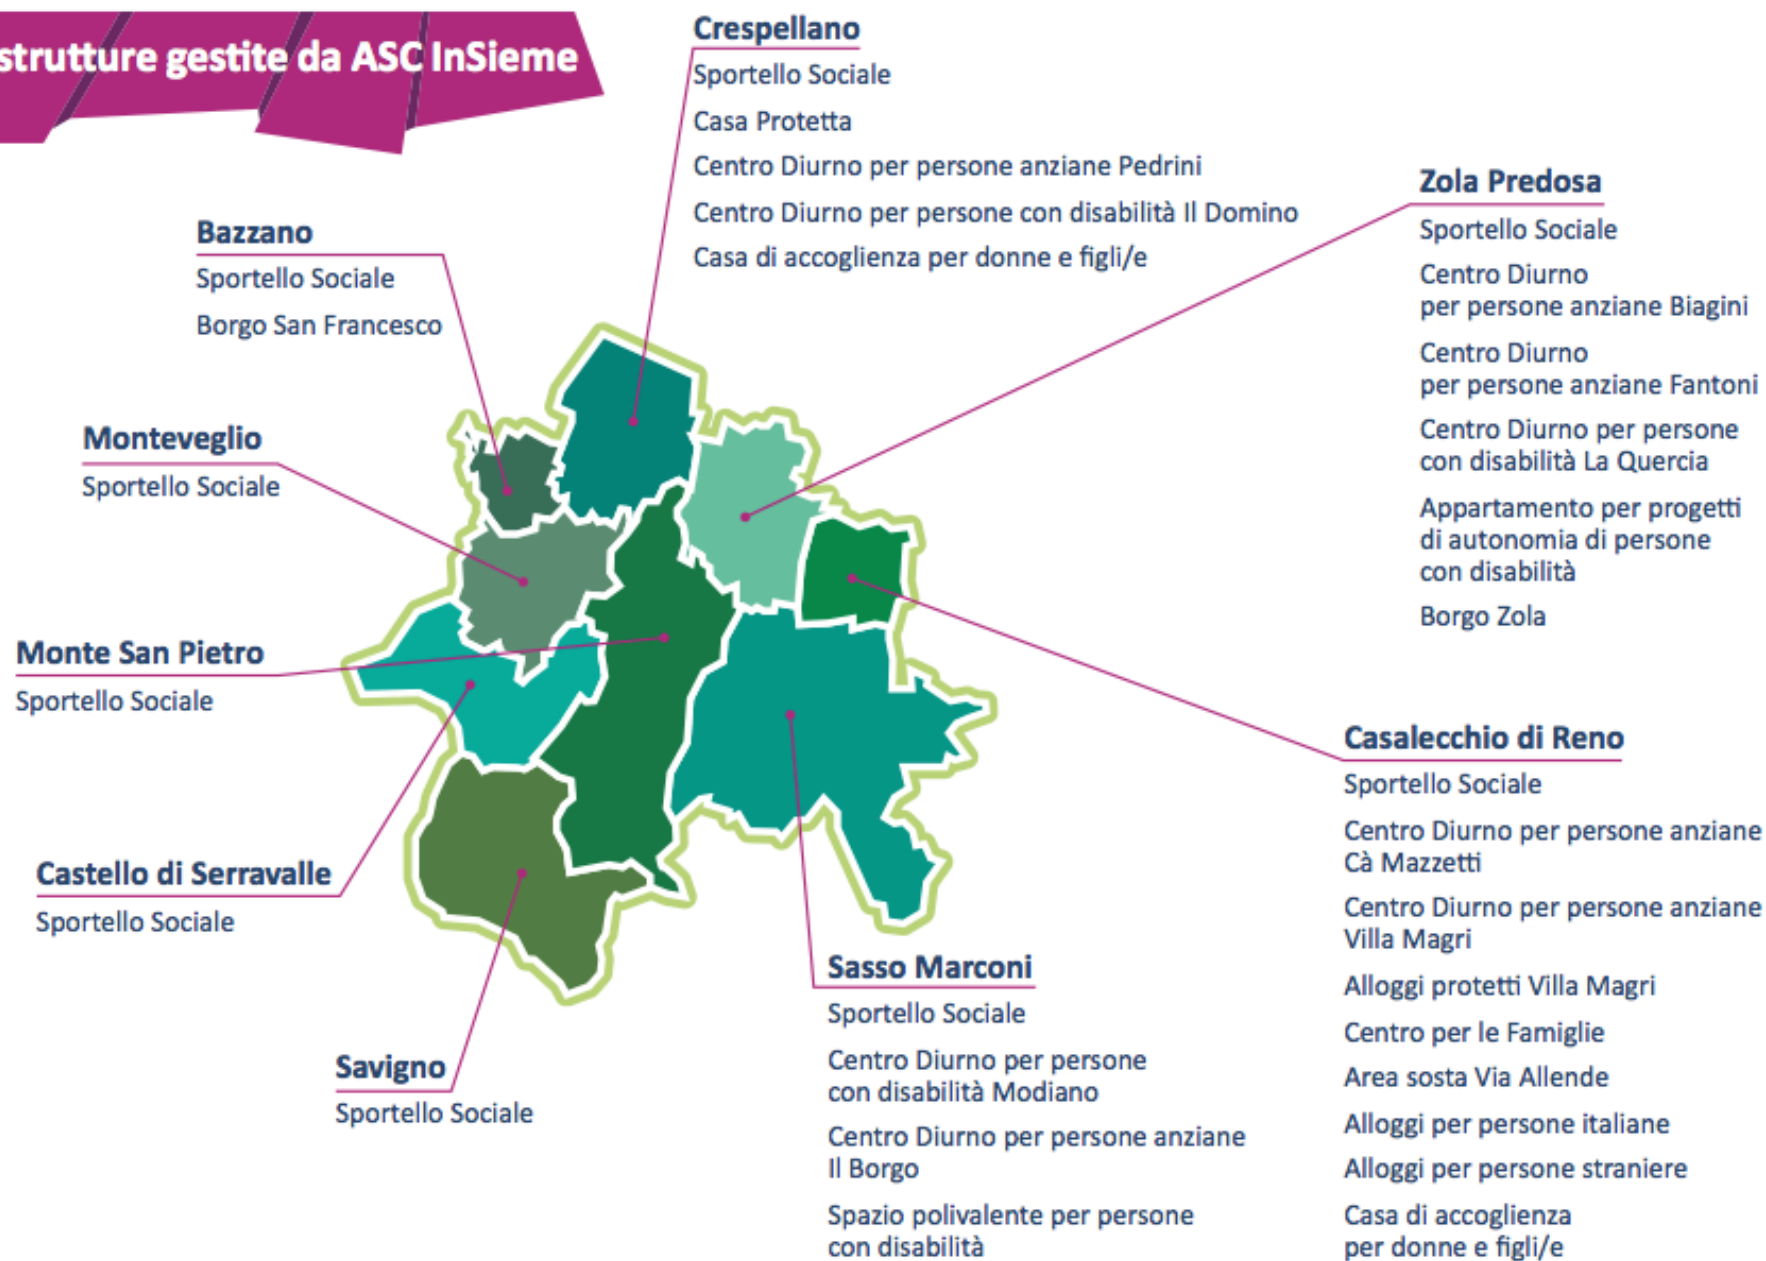 strutture gestite da ASC InSieme
Crespellano
Sportello Sociale
Casa Protetta
Centro Diurno per persone anziane Pedrini
Centro Diurno per persone con disabilità Il Domino
Casa di accoglienza per donne e figli/e
Zola Predosa
Sportello Sociale
Centro Diurno
per persone anziane Biagini
Centro Diurno
per persone anziane Fantoni
Centro Diurno per persone
con disabilità La Quercia
Appartamento per progetti
di autonomia di persone
con disabilità
Borgo Zola
Bazzano
Sportello Sociale
Borgo San Francesco
Monteveglio
Sportello Sociale
Monte San Pietro
Sportello Sociale
Castello di Serravalle
Sportello Sociale
Savigno
Sportello Sociale
Sasso Marconi
Sportello Sociale
Centro Diurno per persone
con disabilità Modiano
Centro Diurno per persone anziane
Il Borgo
Spazio polivalente per persone
con disabilità
Casalecchio di Reno
Sportello Sociale
Centro Diurno per persone anziane
Cà Mazzetti
Centro Diurno per persone anziane
Villa Magri
Alloggi protetti Villa Magri
Centro per le Famiglie
Area sosta Via Allende
Alloggi per persone italiane
Alloggi per persone straniere
Casa di accoglienza
per donne e figli/e